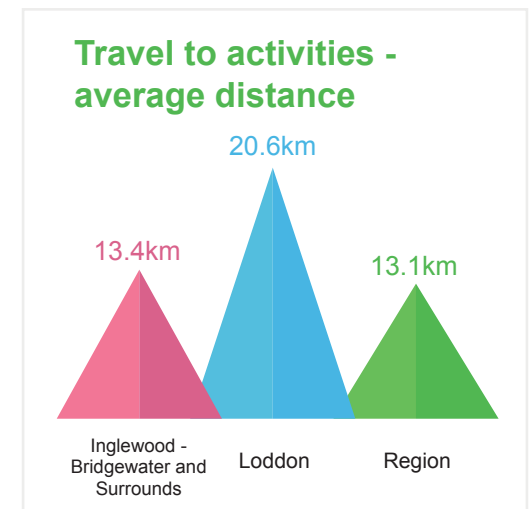 Travel to activities -
average distance
20.6km
13.4km
13.1km
Inglewood -
Bridgewater and
Surrounds
Loddon
Region